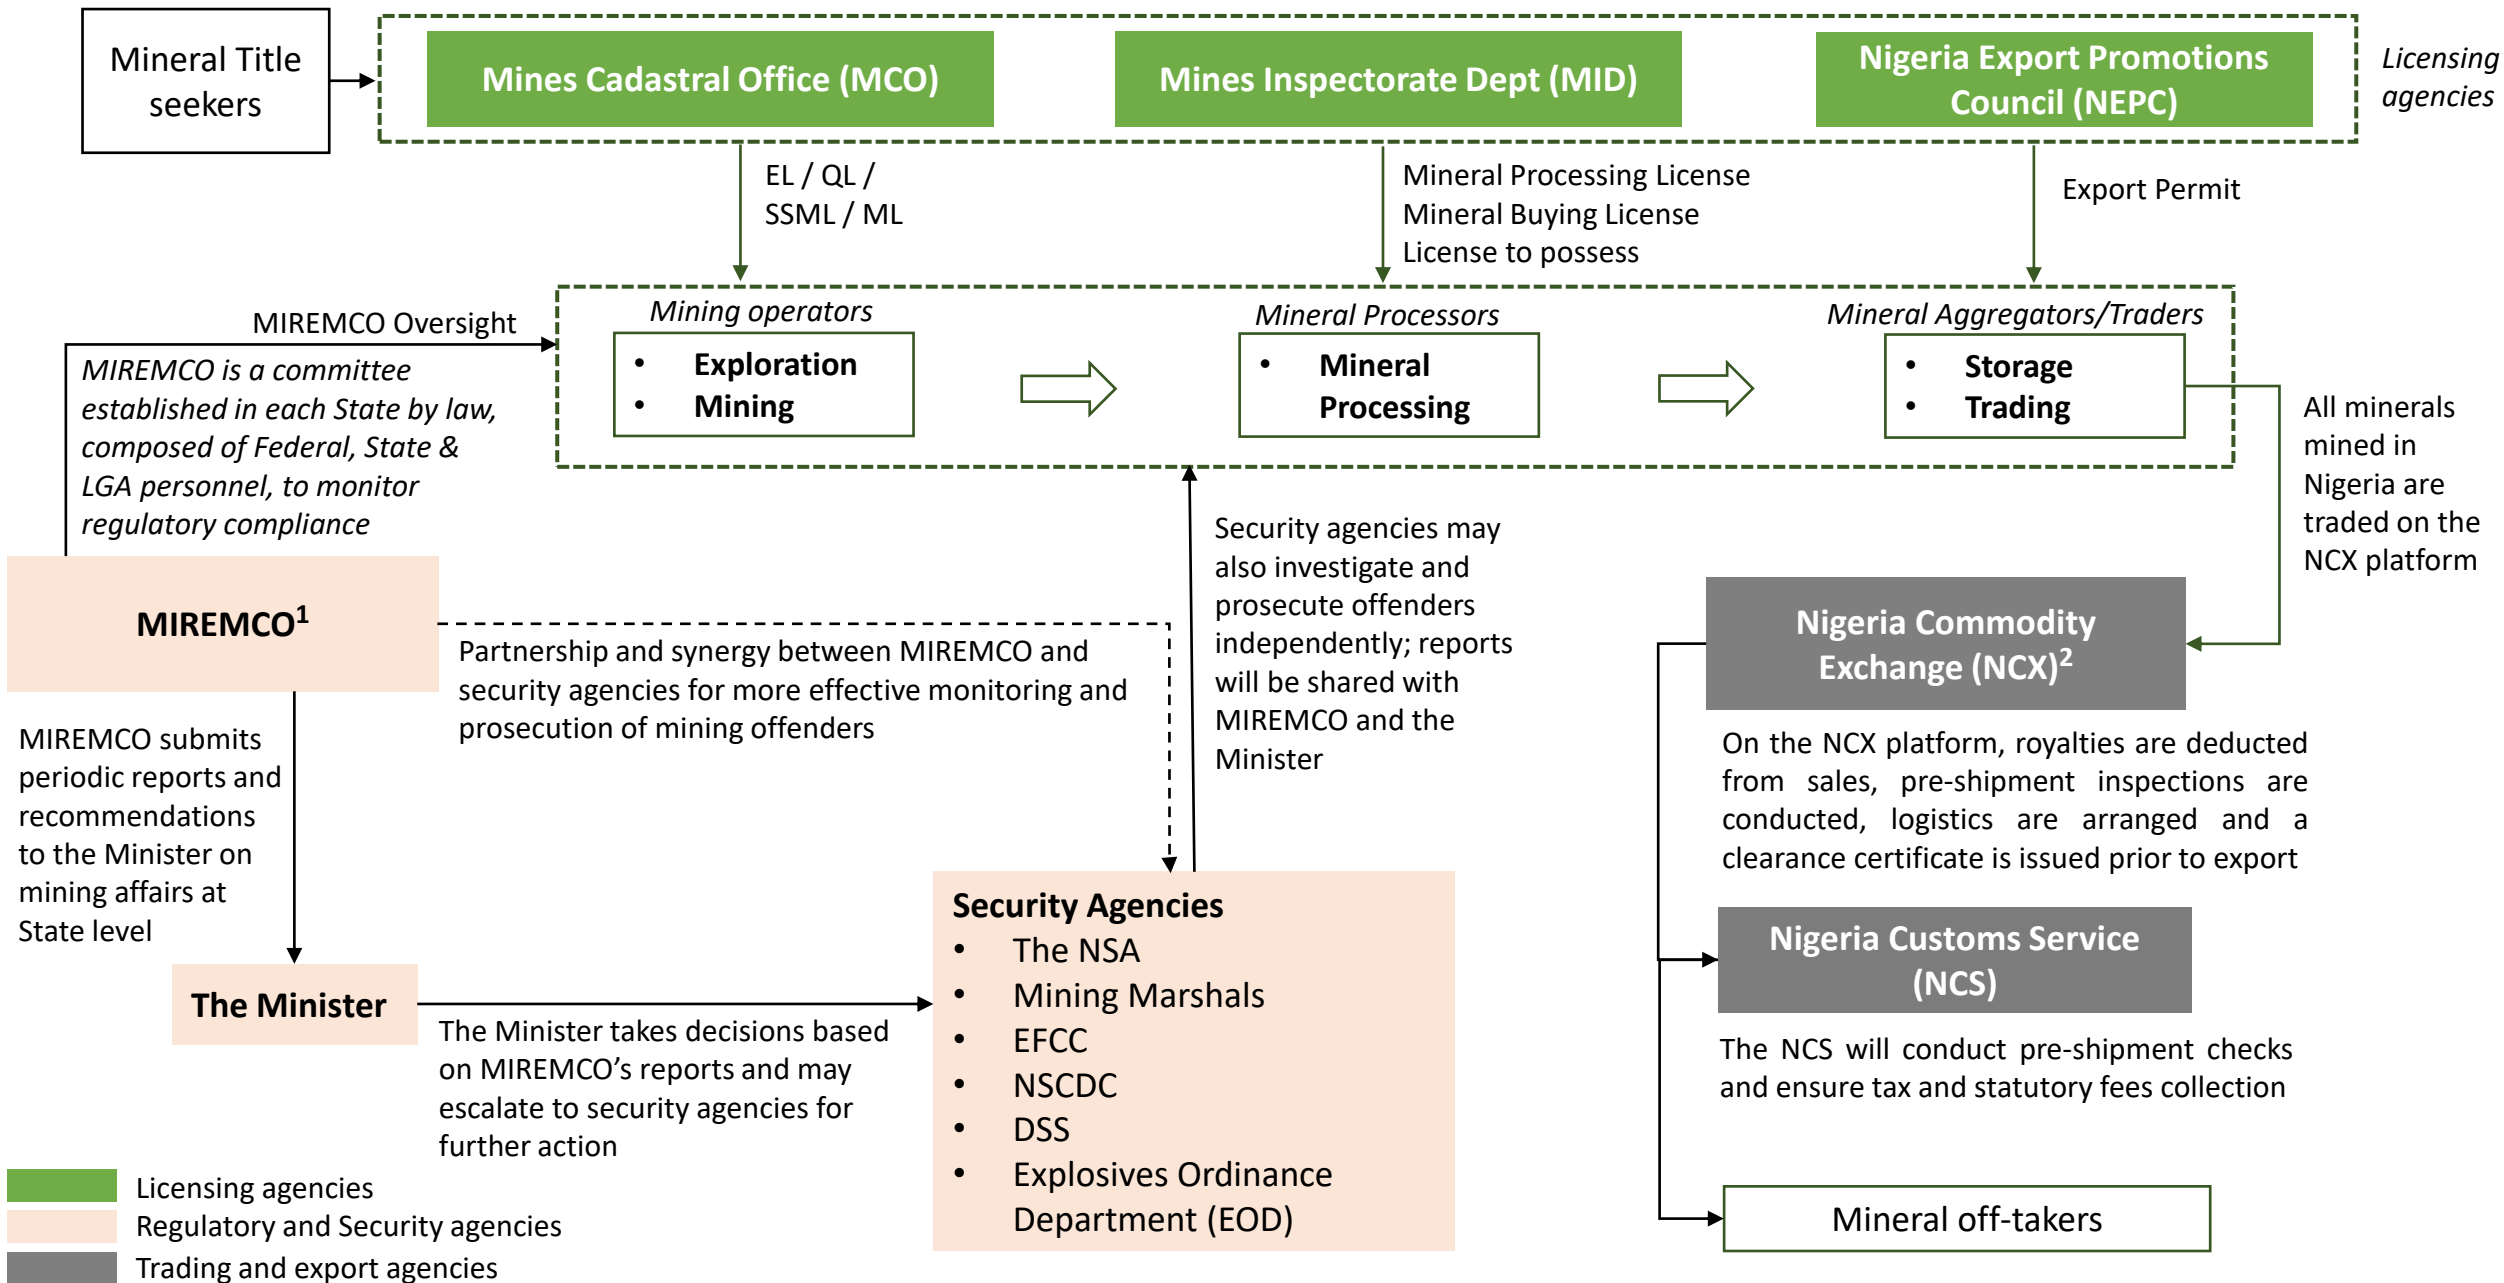 Mineral Title
seekers
Mines Cadastral Office (MCO)
Mines Inspectorate Dept (MID)
Nigeria Export Promotions
Council (NEPC)
Licensing
agencies
EL / QL /
SSML / ML
Mineral Processing License
Mineral Buying License
License to possess
Export Permit
MIREMCO Oversight
MIREMCO is a committee
established in each State by law,
composed of Federal, State &
LGA personnel, to monitor
regulatory compliance
Mining operators
• Exploration
• Mining
Mineral Processors
• Mineral
Processing
Mineral Aggregators/Traders
• Storage
• Trading
All minerals
mined in
Nigeria are
traded on the
NCX platform
MIREMCO¹
Partnership and synergy between MIREMCO and
security agencies for more effective monitoring and
prosecution of mining offenders
Security agencies may
also investigate and
prosecute offenders
independently; reports
will be shared with
MIREMCO and the
Minister
Nigeria Commodity
Exchange (NCX)²
On the NCX platform, royalties are deducted
from sales, pre-shipment inspections are
conducted, logistics are arranged and a
clearance certificate is issued prior to export
MIREMCO submits
periodic reports and
recommendations
to the Minister on
mining affairs at
State level
The Minister
The Minister takes decisions based
on MIREMCO’s reports and may
escalate to security agencies for
further action
Security Agencies
• The NSA
• Mining Marshals
• EFCC
• NSCDC
• DSS
• Explosives Ordinance
Department (EOD)
Nigeria Customs Service
(NCS)
The NCS will conduct pre-shipment checks
and ensure tax and statutory fees collection
Mineral off-takers
Licensing agencies
Regulatory and Security agencies
Trading and export agencies